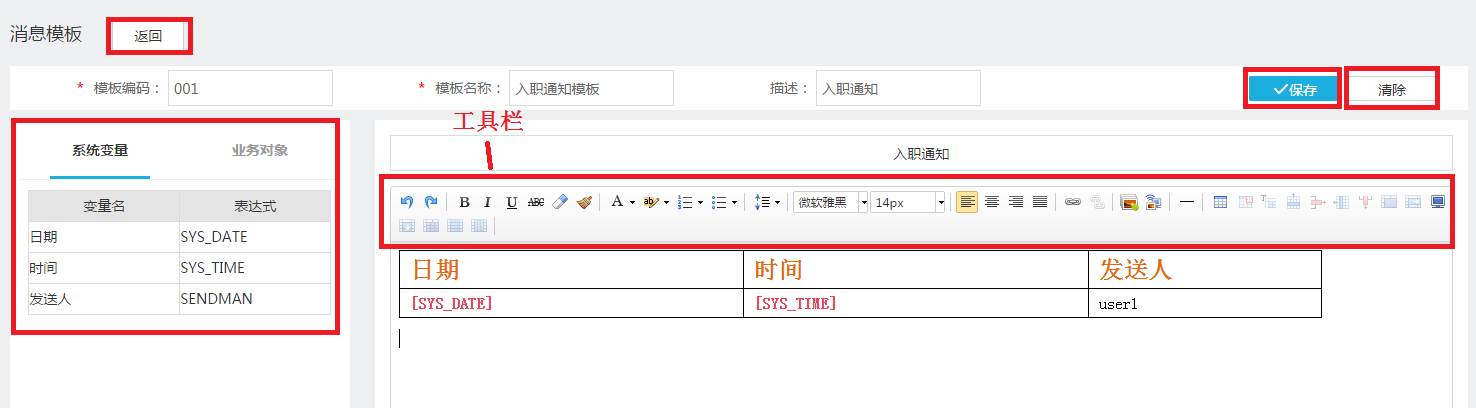 消息模板 返回
* 模板编码： 001 * 模板名称： 入职通知模板 描述： 入职通知 保存 清除
工具栏
系统变量 业务对象
入职通知
变量名 表达式
日期 SYS_DATE
时间 SYS_TIME
发送人 SENDMAN
B I U ABC A ab 微软雅黑 14px
日期 时间 发送人
[SYS_DATE] [SYS_TIME] user1